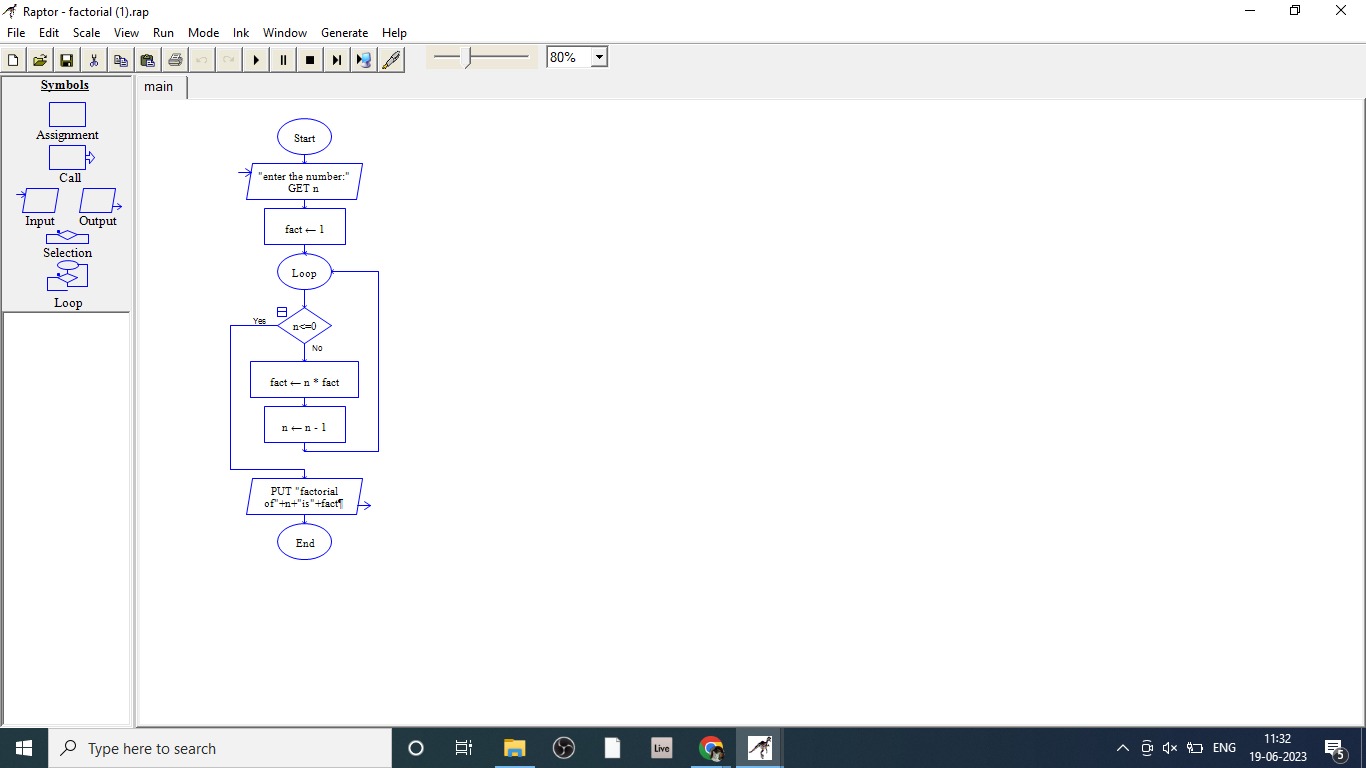 Raptor - factorial (1).rap
File Edit Scale View Run Mode Ink Window Generate Help
80%
Symbols
Assignment
Call
Input Output
Selection
Loop
main
Start
"enter the number:"
GET n
fact ← 1
Loop
Yes
n<=0
No
fact ← n * fact
n ← n - 1
PUT "factorial
of"+n+"is"+fact¶
End
Type here to search
Live
ENG
11:32
19-06-2023
5